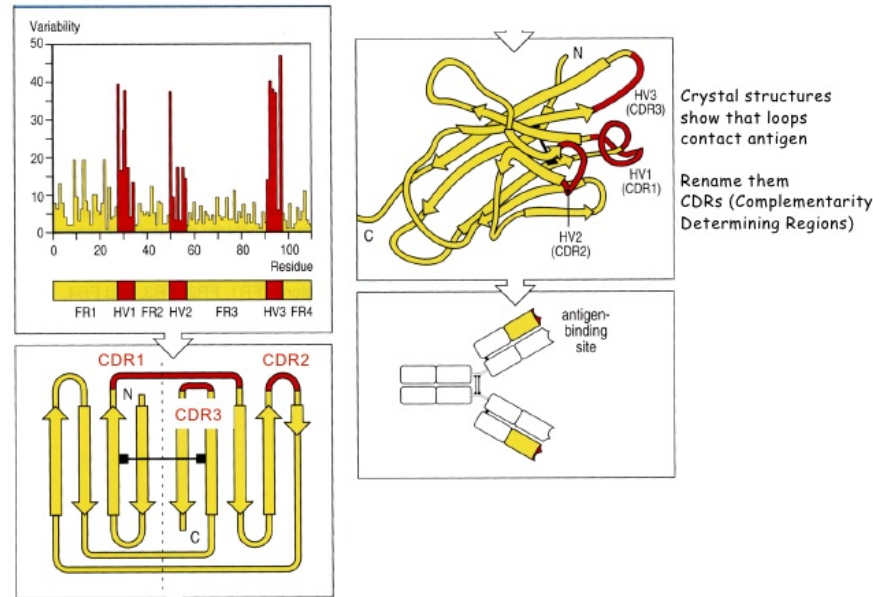 Variability
50
40
30
20
10
0
0 20 40 60 80 100
Residue
FR1 HV1 FR2 HV2 FR3 HV3 FR4
N
HV3
(CDR3)
HV1
(CDR1)
HV2
(CDR2)
C
Crystal structures
show that loops
contact antigen
Rename them
CDRs (Complementarity
Determining Regions)
CDR1 CDR2
N
CDR3
C
antigen-
binding
site